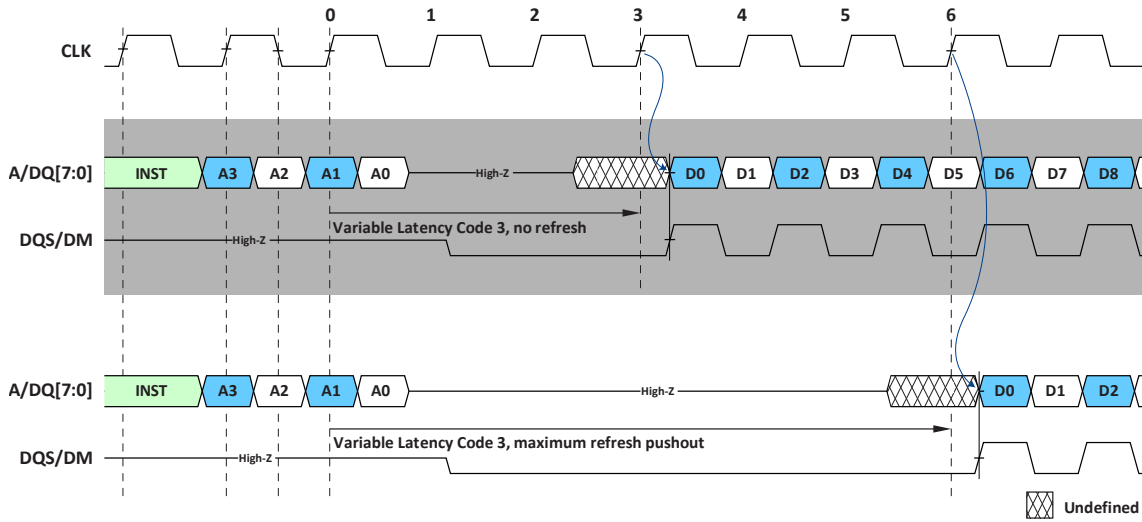 0 1 2 3 4 5 6
CLK
A/DQ[7:0] INST A3 A2 A1 A0 High-Z D0 D1 D2 D3 D4 D5 D6 D7 D8
Variable Latency Code 3, no refresh
DQS/DM High-Z
A/DQ[7:0] INST A3 A2 A1 A0 High-Z D0 D1 D2
Variable Latency Code 3, maximum refresh pushout
DQS/DM High-Z
Undefined